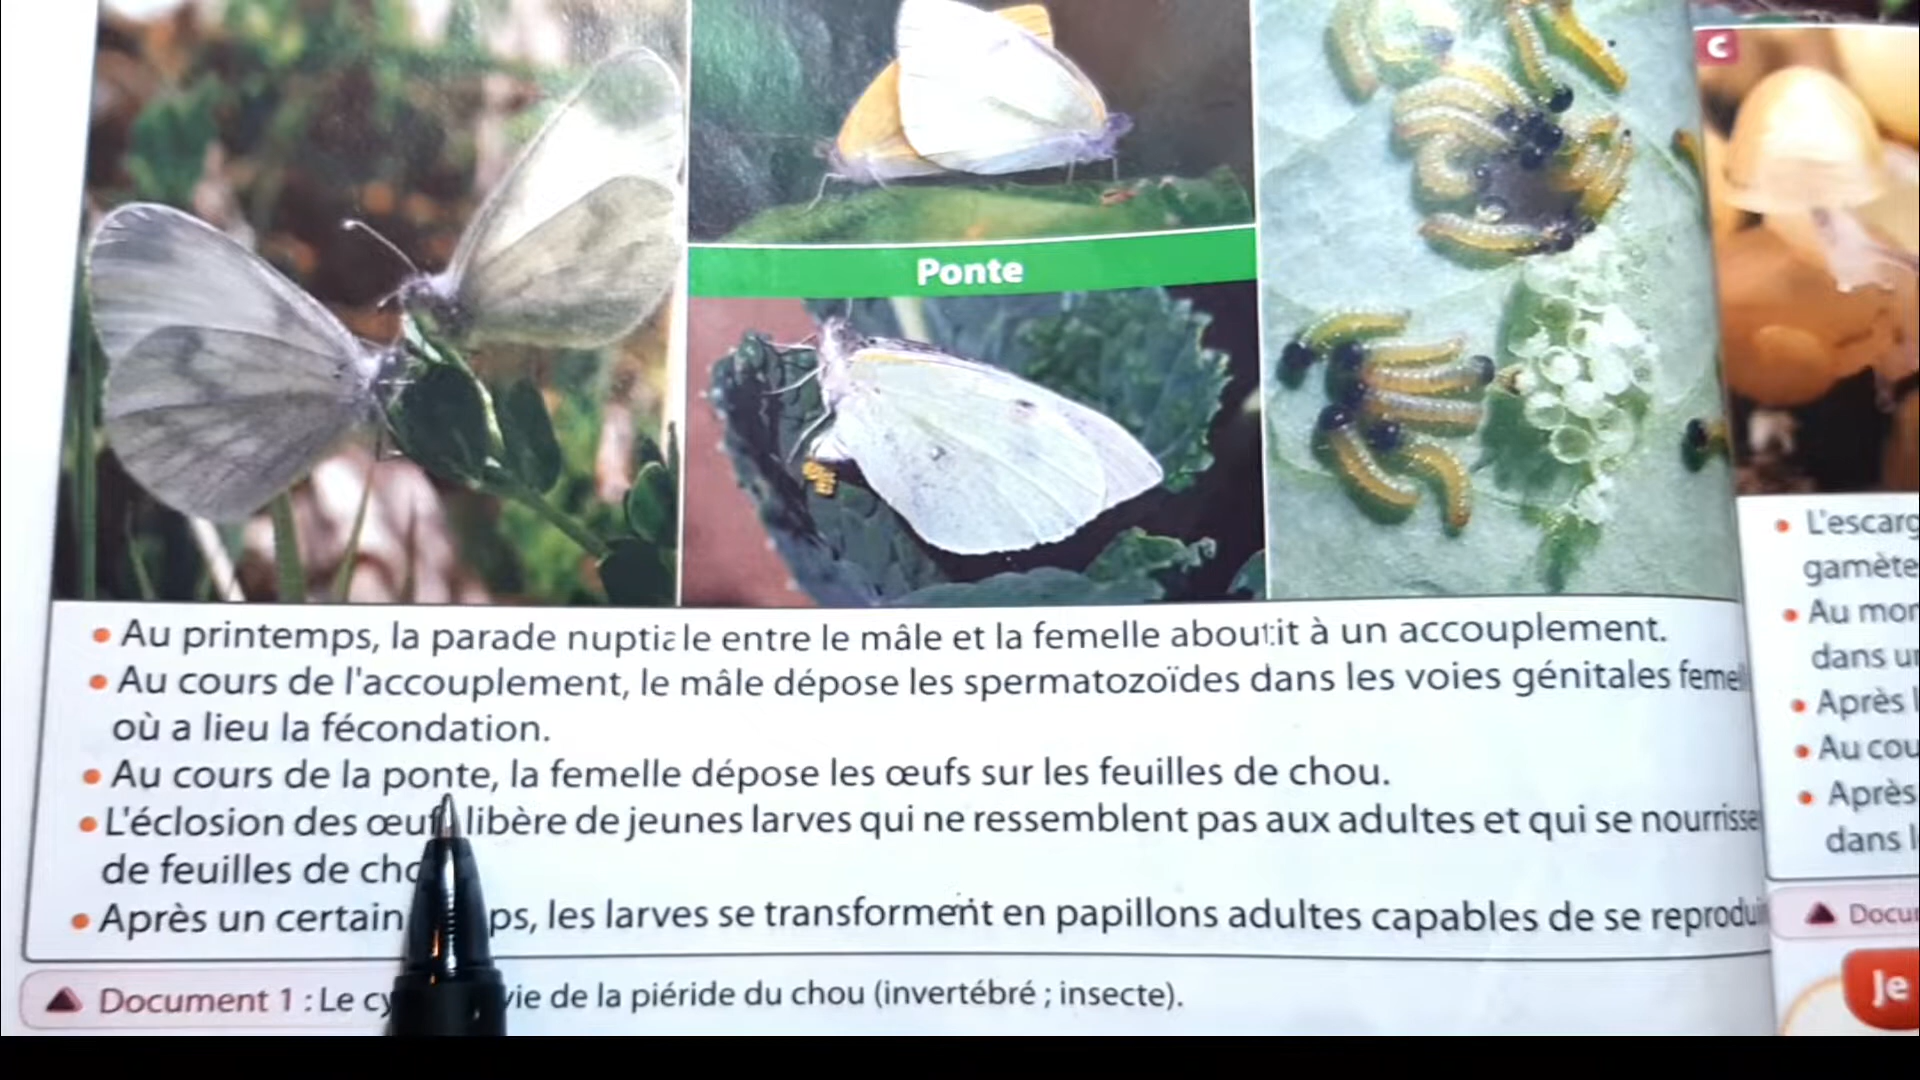 Ponte
C
• Au printemps, la parade nuptiale entre le mâle et la femelle aboutit à un accouplement.
• Au cours de l'accouplement, le mâle dépose les spermatozoïdes dans les voies génitales
où a lieu la fécondation.
• Au cours de la ponte, la femelle dépose les œufs sur les feuilles de chou.
• L'éclosion des libère de jeunes larves qui ne ressemblent pas aux adultes et qui se
de feuilles de
• Après un certain les larves se transforment en papillons adultes capables de se
▲ Document 1 : Le vie de la piéride du chou (invertébré ; insecte).
•
• Au
dans
• Après
• Au
• Après
dans
▲
Je